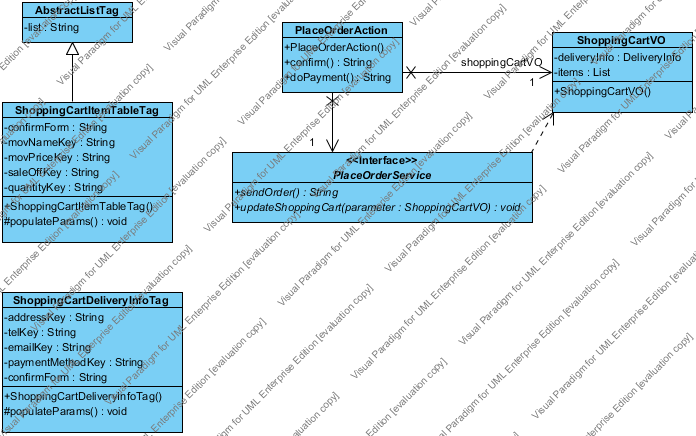 AbstractListTag
-list : String
ShoppingCartItemTableTag
-confirmForm : String
-movNameKey : String
-movPriceKey : String
-saleOffKey : String
-quantityKey : String
+ShoppingCartItemTableTag()
#populateParams() : void
PlaceOrderAction
+PlaceOrderAction()
+confirm() : String
+doPayment() : String
shoppingCartVO
1
ShoppingCartVO
-deliveryInfo : DeliveryInfo
-items : List
+ShoppingCartVO()
1
<<Interface>>
PlaceOrderService
+sendOrder() : String
+updateShoppingCart(parameter : ShoppingCartVO) : void
ShoppingCartDeliveryInfoTag
-addressKey : String
-telKey : String
-emailKey : String
-paymentMethodKey : String
-confirmForm : String
+ShoppingCartDeliveryInfoTag()
#populateParams() : void
Visual Paradigm for UML Enterprise Edition [evaluation copy]